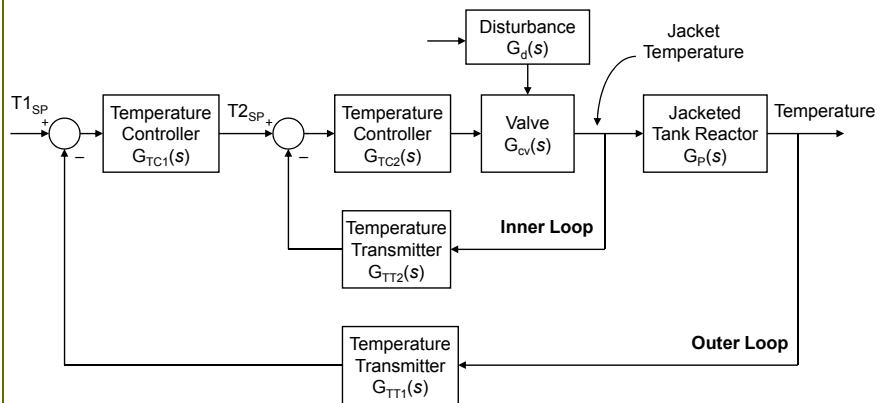 Disturbance
G_d(s)
Jacket
Temperature
T1_SP
+
–
Temperature
Controller
G_TC1(s)
T2_SP
+
–
Temperature
Controller
G_TC2(s)
Valve
G_cv(s)
Jacketed
Tank Reactor
G_P(s)
Temperature
Temperature
Transmitter
G_TT2(s)
Inner Loop
Temperature
Transmitter
G_TT1(s)
Outer Loop